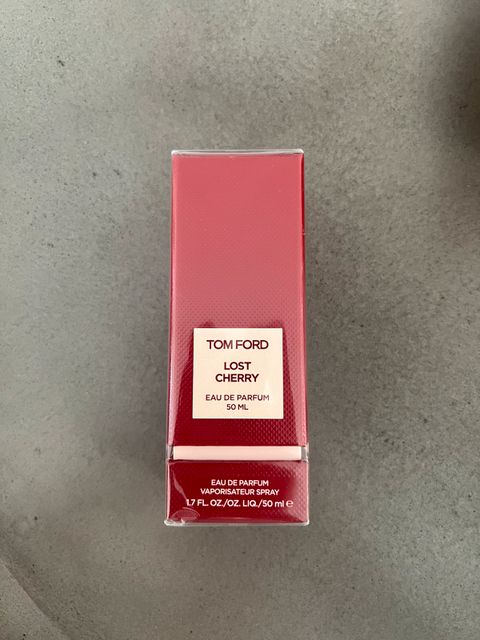 TOM FORD
LOST
CHERRY
EAU DE PARFUM
50 ML
EAU DE PARFUM
VAPORISATEUR SPRAY
1.7 FL. OZ./OZ. LIQ./50 ml ℮